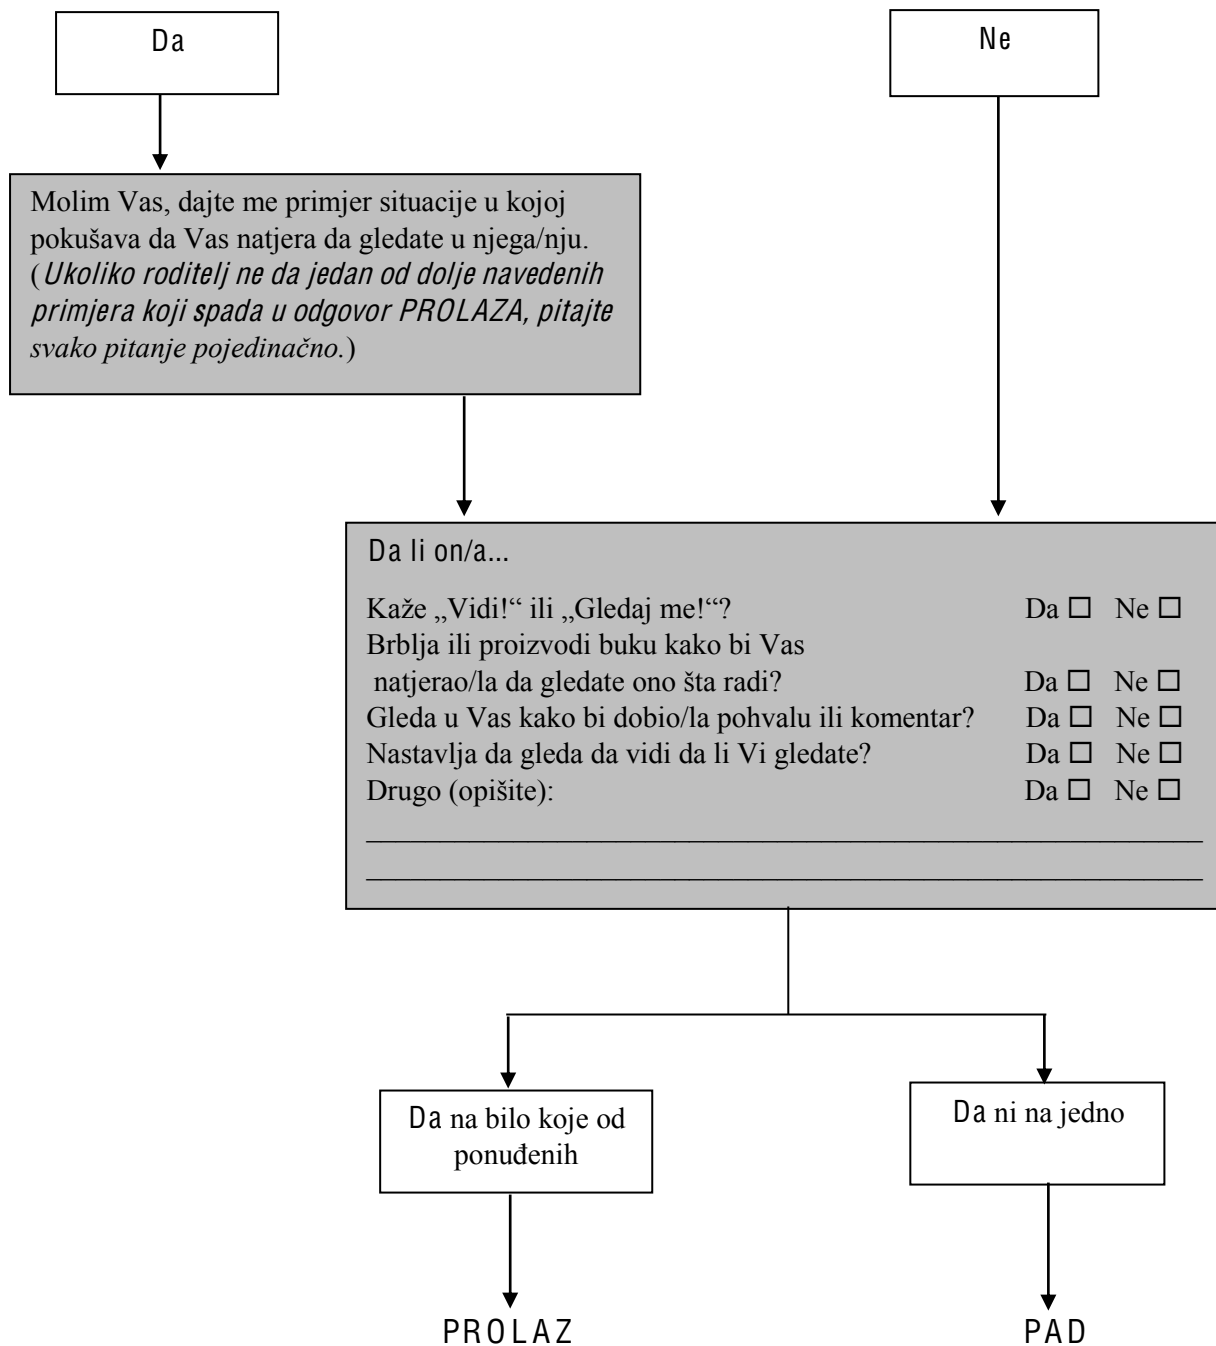 Da
Ne
Molim Vas, dajte me primjer situacije u kojoj
pokušava da Vas natjera da gledate u njega/nju.
(Ukoliko roditelj ne da jedan od dolje navedenih
primjera koji spada u odgovor PROLAZA, pitajte
svako pitanje pojedinačno.)
Da li on/a...
Kaže „Vidi!“ ili „Gledaj me!“? Da □ Ne □
Brblja ili proizvodi buku kako bi Vas
natjerao/la da gledate ono šta radi? Da □ Ne □
Gleda u Vas kako bi dobio/la pohvalu ili komentar? Da □ Ne □
Nastavlja da gleda da vidi da li Vi gledate? Da □ Ne □
Drugo (opišite): Da □ Ne □
Da na bilo koje od
ponuđenih
Da ni na jedno
PROLAZ
PAD